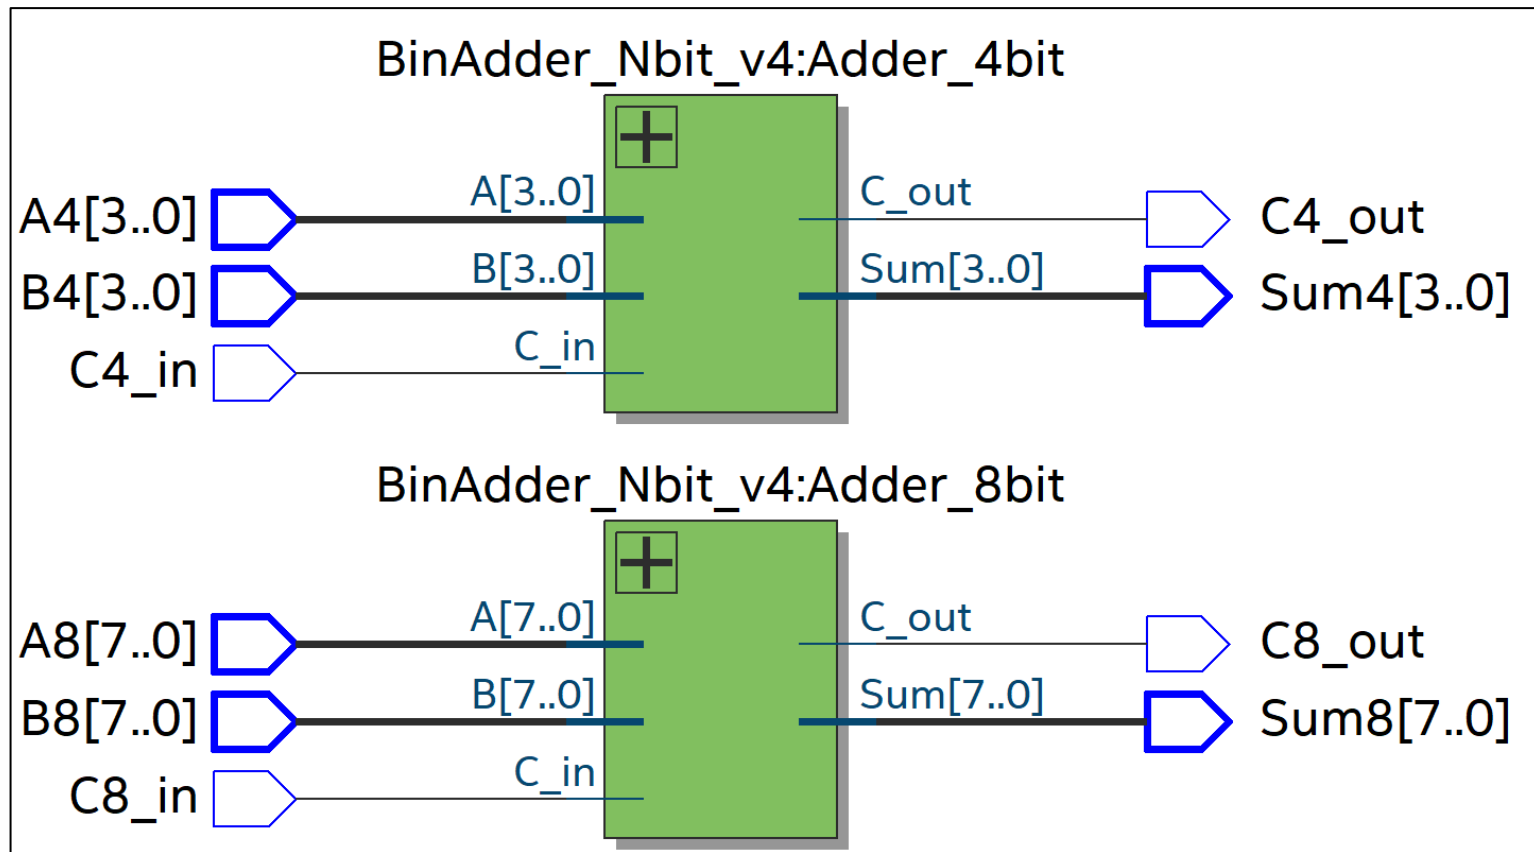 BinAdder_Nbit_v4:Adder_4bit
A4[3..0] A[3..0] C_out C4_out
B4[3..0] B[3..0] Sum[3..0] Sum4[3..0]
C4_in C_in
BinAdder_Nbit_v4:Adder_8bit
A8[7..0] A[7..0] C_out C8_out
B8[7..0] B[7..0] Sum[7..0] Sum8[7..0]
C8_in C_in